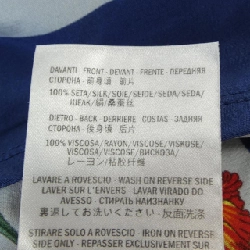 DAVANTI - FRONT - DEVANT - FRENTE - ПЕРЕДНЯЯ
СТОРОНА - 前身頃 - 前片
100% SETA/SILK/SOIE/SEIDE/SEDA/SEDA/
ШЕЛК/絹/桑蚕丝
DIETRO - BACK - DERRIERE - COSTAS - ЗАДНЯЯ
СТОРОНА - 後身頃 - 后片
100% VISCOSA/RAYON/VISCOSE/VISKOSE/
VISCOSA/VISCOSE/ВИСКОЗА/
レーヨン/粘胶纤维
LAVARE A ROVESCIO - WASH ON REVERSE SIDE
LAVER SUR L'ENVERS - LAVAR VIRADO DO
AVESSO - СТИРАТЬ НАИЗНАНКУ
裏返してお洗いください - 反面洗涤
STIRARE SOLO A ROVESCIO - IRON ON REVERSE
SIDE ONLY - REPASSER EXCLUSIVEMENT SUR